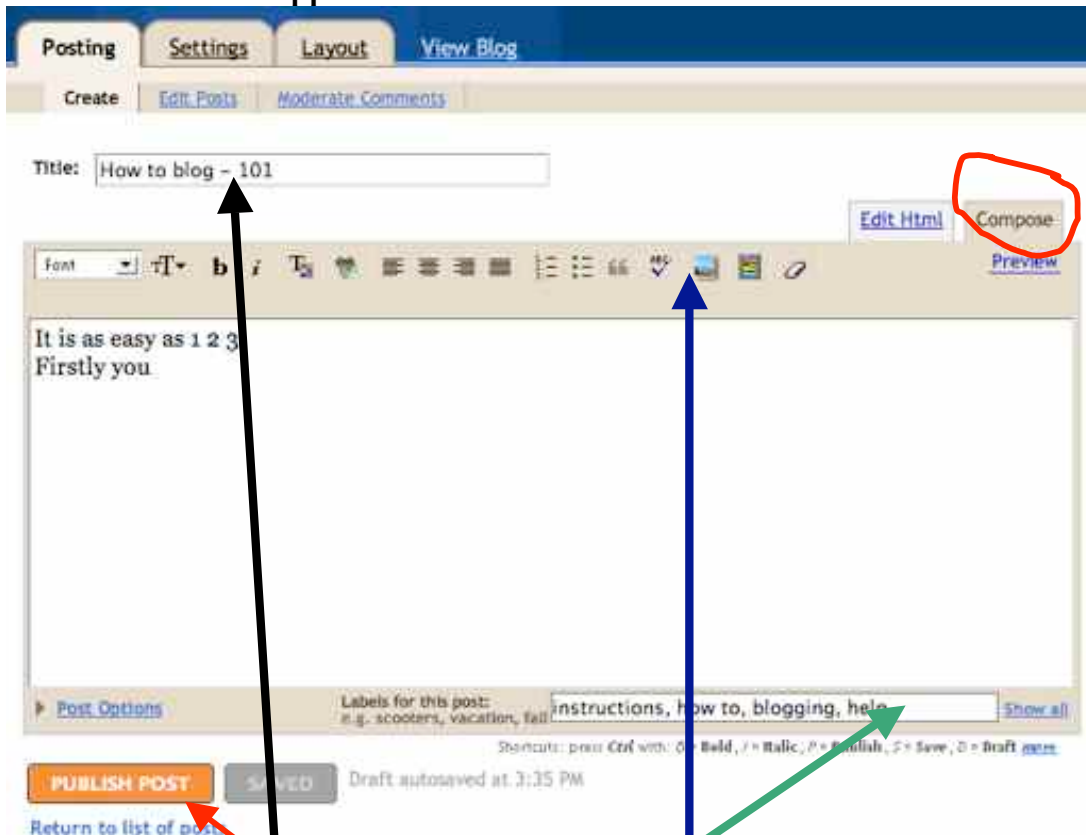 Posting Settings Layout View Blog
Create Edit Posts Moderate Comments
Title: How to blog – 101
Edit Html Compose
Font T b i T ABC Preview
It is as easy as 1 2 3
Firstly you
Post Options Labels for this post: instructions, how to, blogging, help Show all
e.g. scooters, vacation, fall
Shortcuts: press Ctrl with: B = Bold, I = Italic, P = Publish, S = Save, D = Draft more
PUBLISH POST SAVED Draft autosaved at 3:35 PM
Return to list of posts